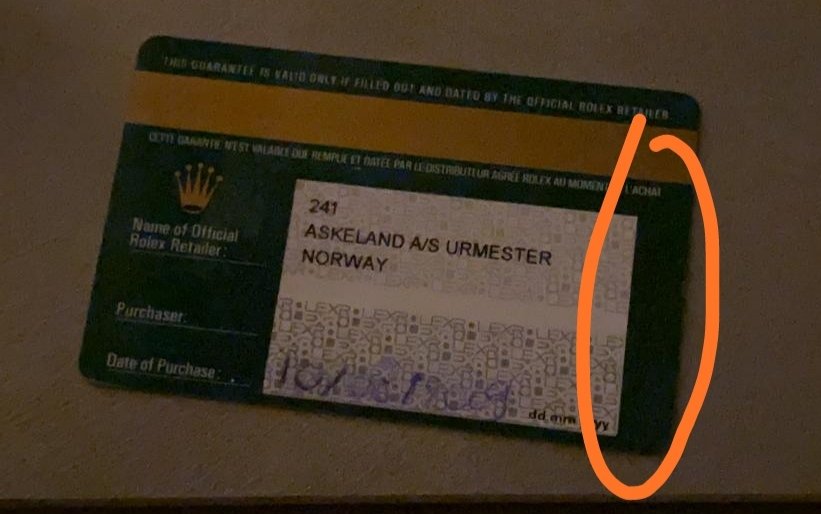 THIS GUARANTEE IS VALID ONLY IF FILLED OUT AND DATED BY THE OFFICIAL ROLEX RETAILER
CETTE GARANTIE N'EST VALABLE QUE REMPLIE ET DATÉE PAR LE DISTRIBUTEUR AGRÉÉ ROLEX AU MOMENT L'ACHAT
Name of Official
Rolex Retailer:
241
ASKELAND A/S URMESTER
NORWAY
Purchaser:
Date of Purchase:
dd mm yy